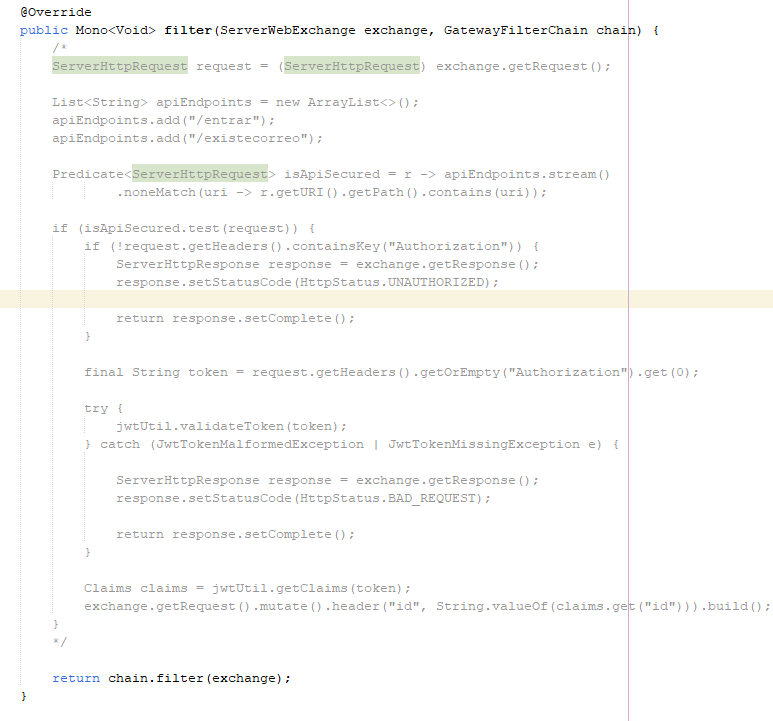 @Override
public Mono<Void> filter(ServerWebExchange exchange, GatewayFilterChain chain) {
/*
ServerHttpRequest request = (ServerHttpRequest) exchange.getRequest();
List<String> apiEndpoints = new ArrayList<>();
apiEndpoints.add("/entrar");
apiEndpoints.add("/existecorreo");
Predicate<ServerHttpRequest> isApiSecured = r -> apiEndpoints.stream()
.noneMatch(uri -> r.getURI().getPath().contains(uri));
if (isApiSecured.test(request)) {
if (!request.getHeaders().containsKey("Authorization")) {
ServerHttpResponse response = exchange.getResponse();
response.setStatusCode(HttpStatus.UNAUTHORIZED);
return response.setComplete();
}
final String token = request.getHeaders().getOrEmpty("Authorization").get(0);
try {
jwtUtil.validateToken(token);
} catch (JwtTokenMalformedException | JwtTokenMissingException e) {
ServerHttpResponse response = exchange.getResponse();
response.setStatusCode(HttpStatus.BAD_REQUEST);
return response.setComplete();
}
Claims claims = jwtUtil.getClaims(token);
exchange.getRequest().mutate().header("id", String.valueOf(claims.get("id"))).build();
}
*/
return chain.filter(exchange);
}